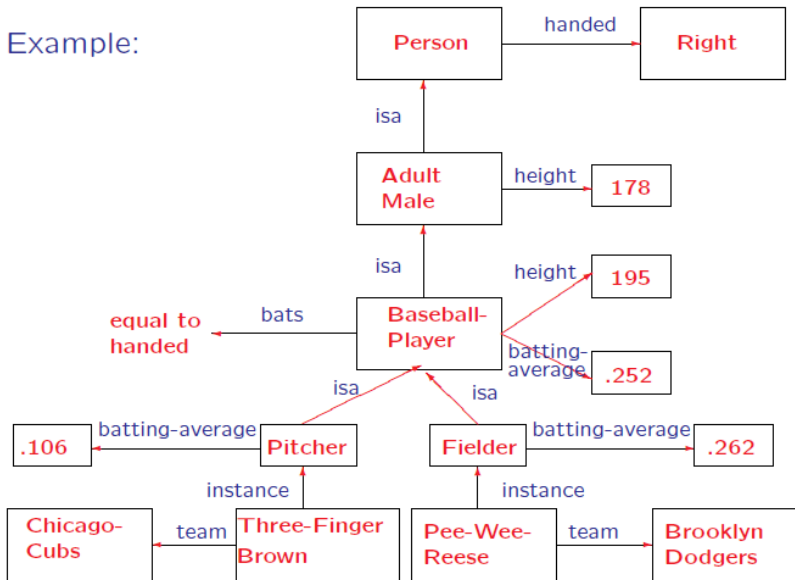 Example:
Person
handed
Right
isa
Adult
Male
height
178
isa
height
195
equal to
handed
bats
Baseball-
Player
batting-
average
.252
isa
isa
.106
batting-average
Pitcher
Fielder
batting-average
.262
instance
instance
Chicago-
Cubs
team
Three-Finger
Brown
Pee-Wee-
Reese
team
Brooklyn
Dodgers